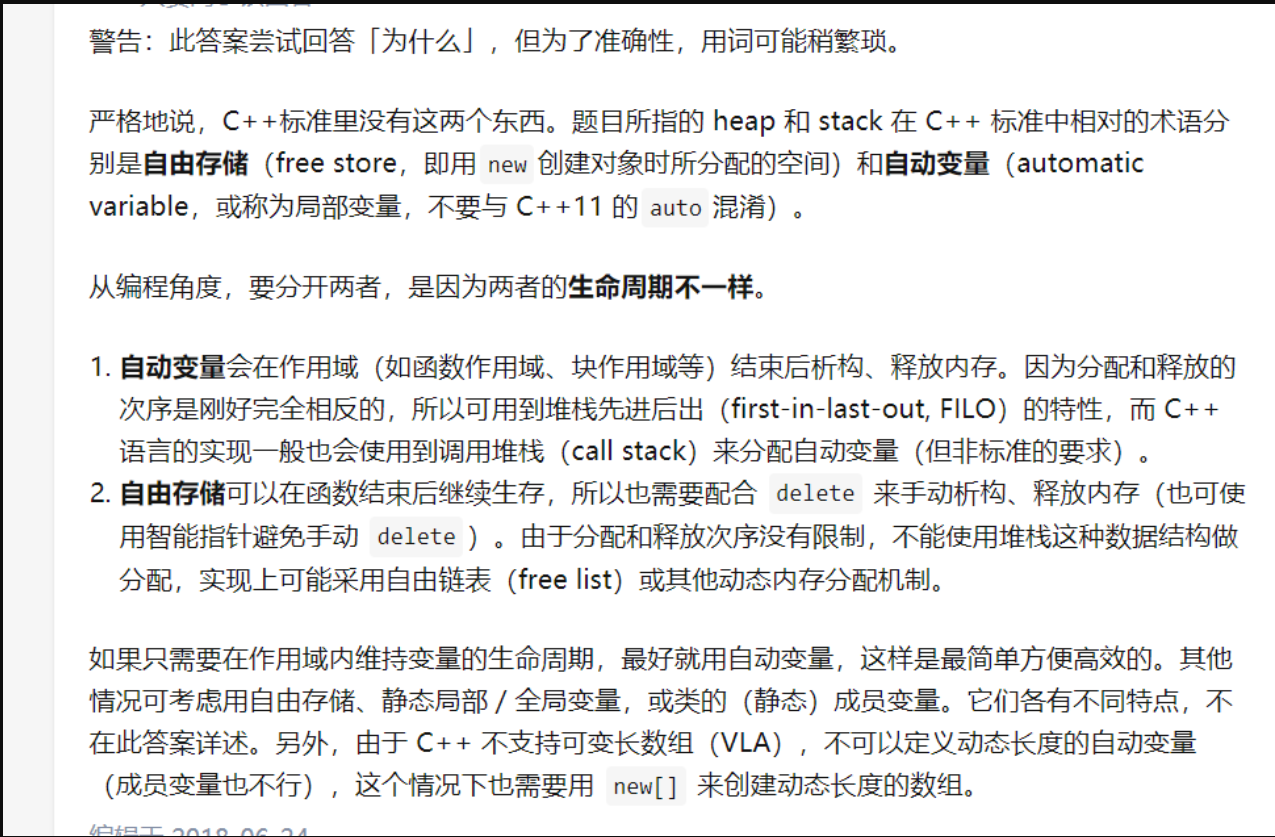 警告：此答案尝试回答「为什么」，但为了准确性，用词可能稍繁琐。
严格地说，C++标准里没有这两个东西。题目所指的 heap 和 stack 在 C++ 标准中相对的术语分
别是自由存储（free store，即用 new 创建对象时所分配的空间）和自动变量（automatic
variable，或称为局部变量，不要与 C++11 的 auto 混淆）。
从编程角度，要分开两者，是因为两者的生命周期不一样。
1. 自动变量会在作用域（如函数作用域、块作用域等）结束后析构、释放内存。因为分配和释放的
次序是刚好完全相反的，所以可用到堆栈先进后出（first-in-last-out, FILO）的特性，而 C++
语言的实现一般也会使用到调用堆栈（call stack）来分配自动变量（但非标准的要求）。
2. 自由存储可以在函数结束后继续生存，所以也需要配合 delete 来手动析构、释放内存（也可使
用智能指针避免手动 delete ）。由于分配和释放次序没有限制，不能使用堆栈这种数据结构做
分配，实现上可能采用自由链表（free list）或其他动态内存分配机制。
如果只需要在作用域内维持变量的生命周期，最好就用自动变量，这样是最简单方便高效的。其他
情况可考虑用自由存储、静态局部 / 全局变量，或类的（静态）成员变量。它们各有不同特点，不
在此答案详述。另外，由于 C++ 不支持可变长数组（VLA），不可以定义动态长度的自动变量
（成员变量也不行），这个情况下也需要用 new[] 来创建动态长度的数组。
编辑于 2018-06-24